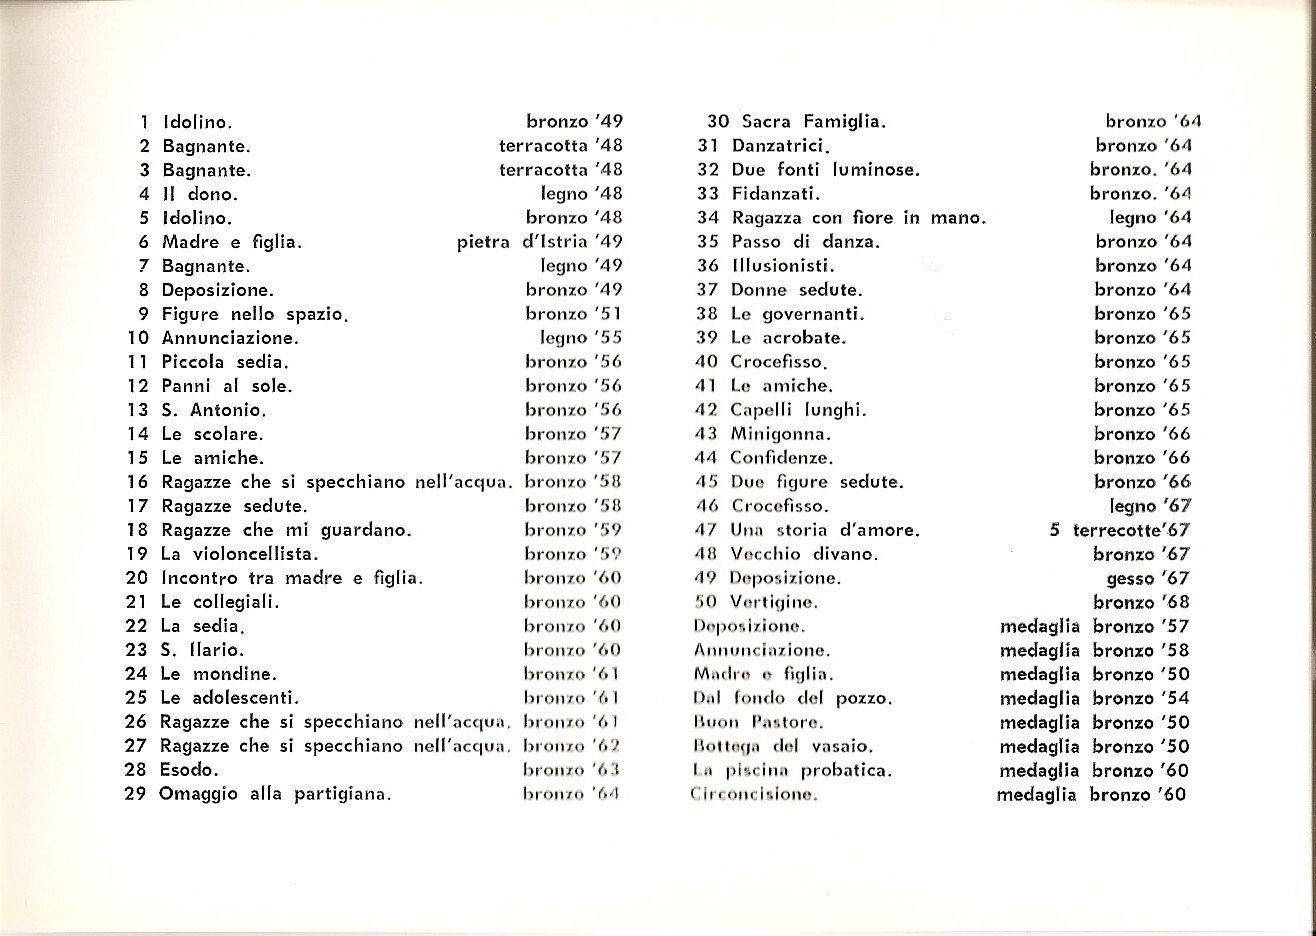 1 Idolino. bronzo '49
2 Bagnante. terracotta '48
3 Bagnante. terracotta '48
4 Il dono. legno '48
5 Idolino. bronzo '48
6 Madre e figlia. pietra d'Istria '49
7 Bagnante. legno '49
8 Deposizione. bronzo '49
9 Figure nello spazio. bronzo '51
10 Annunciazione. legno '55
11 Piccola sedia. bronzo '56
12 Panni al sole. bronzo '56
13 S. Antonio. bronzo '56
14 Le scolare. bronzo '57
15 Le amiche. bronzo '57
16 Ragazze che si specchiano nell'acqua. bronzo '58
17 Ragazze sedute. bronzo '58
18 Ragazze che mi guardano. bronzo '59
19 La violoncellista. bronzo '59
20 Incontro tra madre e figlia. bronzo '60
21 Le collegiali. bronzo '60
22 La sedia. bronzo '60
23 S. Ilario. bronzo '60
24 Le mondine. bronzo '61
25 Le adolescenti. bronzo '61
26 Ragazze che si specchiano nell'acqua. bronzo '61
27 Ragazze che si specchiano nell'acqua. bronzo '62
28 Esodo. bronzo '63
29 Omaggio alla partigiana. bronzo '64
30 Sacra Famiglia. bronzo '64
31 Danzatrici. bronzo '64
32 Due fonti luminose. bronzo. '64
33 Fidanzati. bronzo. '64
34 Ragazza con fiore in mano. legno '64
35 Passo di danza. bronzo '64
36 Illusionisti. bronzo '64
37 Donne sedute. bronzo '64
38 Le governanti. bronzo '65
39 Le acrobate. bronzo '65
40 Crocefisso. bronzo '65
41 Le amiche. bronzo '65
42 Capelli lunghi. bronzo '65
43 Minigonna. bronzo '66
44 Confidenze. bronzo '66
45 Due figure sedute. bronzo '66
46 Crocefisso. legno '67
47 Una storia d'amore. 5 terrecotte'67
48 Vecchio divano. bronzo '67
49 Deposizione. gesso '67
50 Vertigine. bronzo '68
Deposizione. medaglia bronzo '57
Annunciazione. medaglia bronzo '58
Madre e figlia. medaglia bronzo '50
Dal fondo del pozzo. medaglia bronzo '54
Buon Pastore. medaglia bronzo '50
Bottega del vasaio. medaglia bronzo '50
La piscina probatica. medaglia bronzo '60
Circoncisione. medaglia bronzo '60